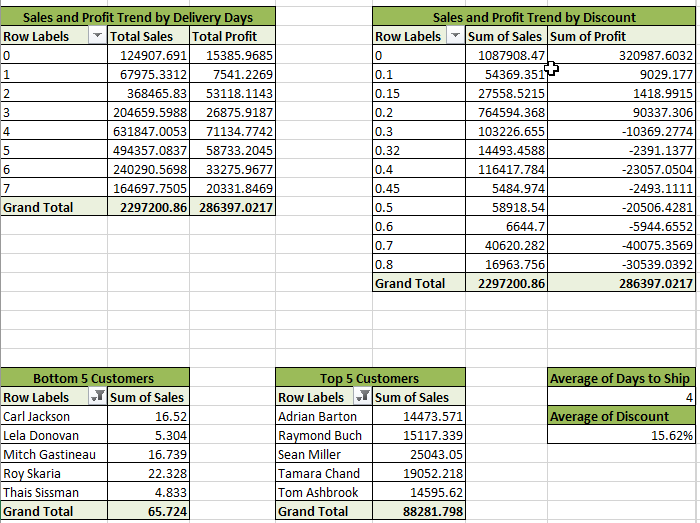 Sales and Profit Trend by Delivery Days
Row Labels Total Sales Total Profit
0 124907.691 15385.9685
1 67975.3312 7541.2269
2 368465.83 53118.1143
3 204659.5988 26875.9187
4 631847.0053 71134.7742
5 494357.0837 58733.2045
6 240290.5698 33275.9677
7 164697.7505 20331.8469
Grand Total 2297200.86 286397.0217
Sales and Profit Trend by Discount
Row Labels Sum of Sales Sum of Profit
0 1087908.47 320987.6032
0.1 54369.351 9029.177
0.15 27558.5215 1418.9915
0.2 764594.368 90337.306
0.3 103226.655 -10369.2774
0.32 14493.4588 -2391.1377
0.4 116417.784 -23057.0504
0.45 5484.974 -2493.1111
0.5 58918.54 -20506.4281
0.6 6644.7 -5944.6552
0.7 40620.282 -40075.3569
0.8 16963.756 -30539.0392
Grand Total 2297200.86 286397.0217
Bottom 5 Customers
Row Labels Sum of Sales
Carl Jackson 16.52
Lela Donovan 5.304
Mitch Gastineau 16.739
Roy Skaria 22.328
Thais Sissman 4.833
Grand Total 65.724
Top 5 Customers
Row Labels Sum of Sales
Adrian Barton 14473.571
Raymond Buch 15117.339
Sean Miller 25043.05
Tamara Chand 19052.218
Tom Ashbrook 14595.62
Grand Total 88281.798
Average of Days to Ship
4
Average of Discount
15.62%